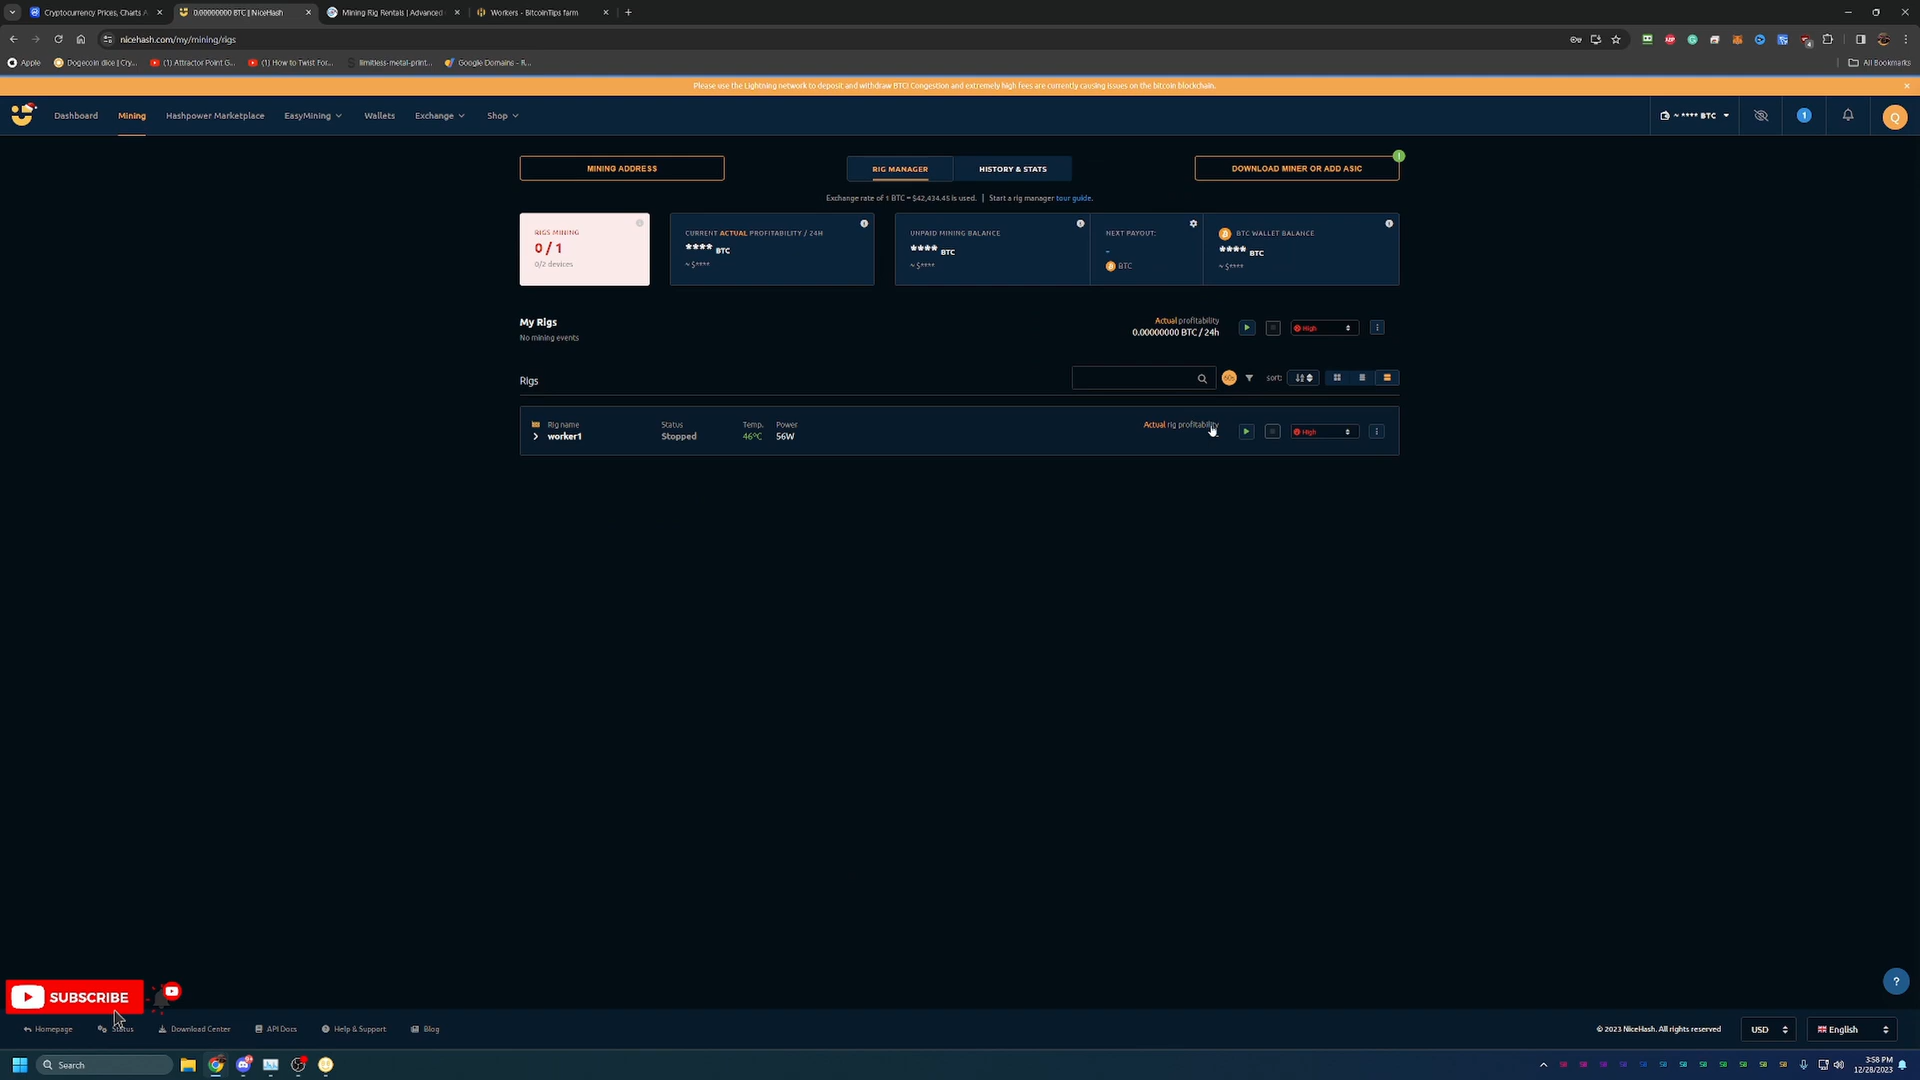 Cryptocurrency Prices, Charts A
0.00000000 BTC | NiceHash
Mining Rig Rentals | Advanced
Workers - BitcoinTips farm
nicehash.com/my/mining/rigs
Apple
Dogecoin dice | Cry...
(1) Attractor Point G...
(1) How to Twist For...
limitless-metal-print...
Google Domains - R...
All Bookmarks
Please use the Lightning network to deposit and withdraw BTC! Congestion and extremely high fees are currently causing issues on the bitcoin blockchain.
Dashboard
Mining
Hashpower Marketplace
EasyMining
Wallets
Exchange
Shop
~ **** BTC
1
Q
MINING ADDRESS
RIG MANAGER
HISTORY & STATS
DOWNLOAD MINER OR ADD ASIC
Exchange rate of 1 BTC = $42,434.45 is used. | Start a rig manager tour guide.
RIGS MINING
0 / 1
0/2 devices
CURRENT ACTUAL PROFITABILITY / 24H
**** BTC
~ $****
UNPAID MINING BALANCE
**** BTC
~ $****
NEXT PAYOUT:
-
BTC
BTC WALLET BALANCE
**** BTC
~ $****
My Rigs
No mining events
Actual profitability
0.00000000 BTC / 24h
High
Rigs
sort:
Rig name
worker1
Status
Stopped
Temp.
46°C
Power
56W
Actual rig profitability
High
SUBSCRIBE
Homepage
Status
Download Center
API Docs
Help & Support
Blog
© 2023 NiceHash. All rights reserved
USD
English
Search
3:58 PM
12/28/2023